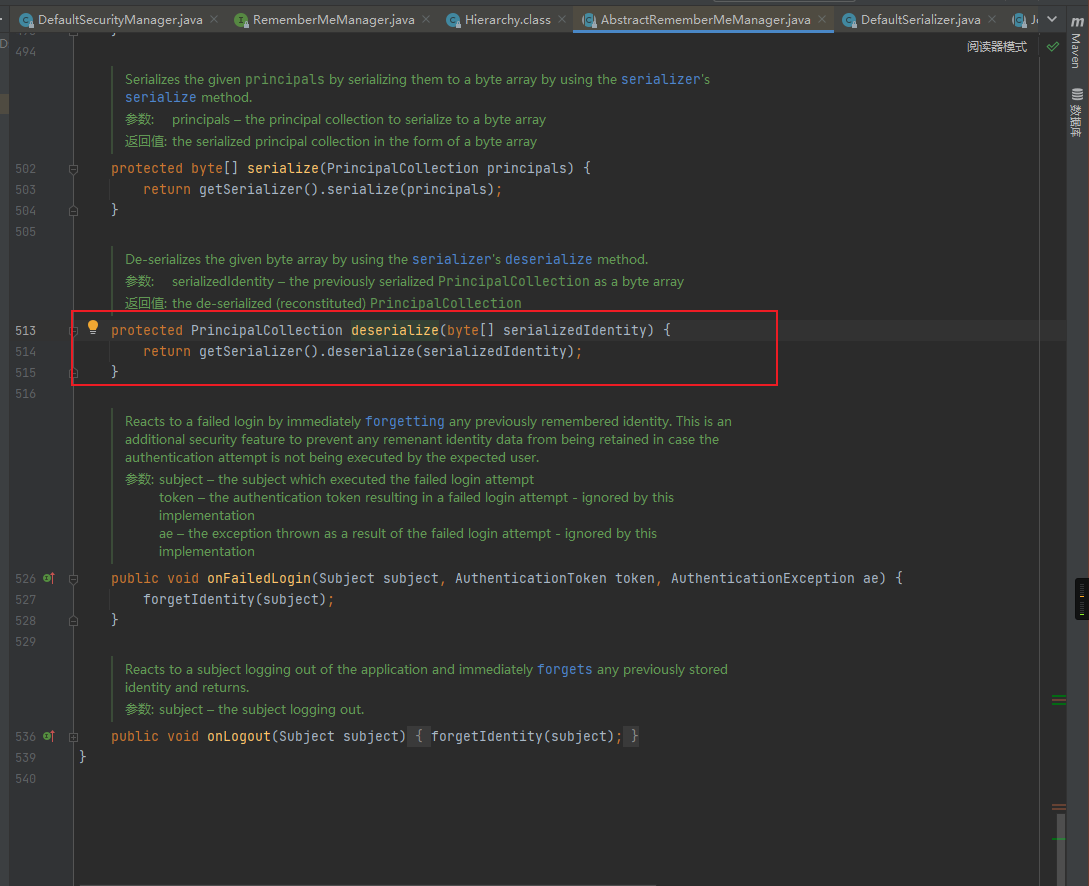 DefaultSecurityManager.java RememberMeManager.java Hierarchy.class AbstractRememberMeManager.java DefaultSerializer.java
阅读器模式
Maven
数据库
494
Serializes the given principals by serializing them to a byte array by using the serializer's
serialize method.
参数: principals – the principal collection to serialize to a byte array
返回值: the serialized principal collection in the form of a byte array
502 protected byte[] serialize(PrincipalCollection principals) {
503 return getSerializer().serialize(principals);
504 }
505
De-serializes the given byte array by using the serializer's deserialize method.
参数: serializedIdentity – the previously serialized PrincipalCollection as a byte array
返回值: the de-serialized (reconstituted) PrincipalCollection
513 protected PrincipalCollection deserialize(byte[] serializedIdentity) {
514 return getSerializer().deserialize(serializedIdentity);
515 }
516
Reacts to a failed login by immediately forgetting any previously remembered identity. This is an
additional security feature to prevent any remenant identity data from being retained in case the
authentication attempt is not being executed by the expected user.
参数: subject – the subject which executed the failed login attempt
token – the authentication token resulting in a failed login attempt - ignored by this
implementation
ae – the exception thrown as a result of the failed login attempt - ignored by this
implementation
526 public void onFailedLogin(Subject subject, AuthenticationToken token, AuthenticationException ae) {
527 forgetIdentity(subject);
528 }
529
Reacts to a subject logging out of the application and immediately forgets any previously stored
identity and returns.
参数: subject – the subject logging out.
536 public void onLogout(Subject subject) { forgetIdentity(subject); }
539 }
540